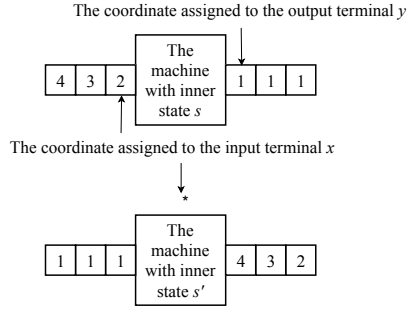 The coordinate assigned to the output terminal y
4 3 2
The
machine
with inner
state s
1 1 1
The coordinate assigned to the input terminal x
*
1 1 1
The
machine
with inner
state s′
4 3 2